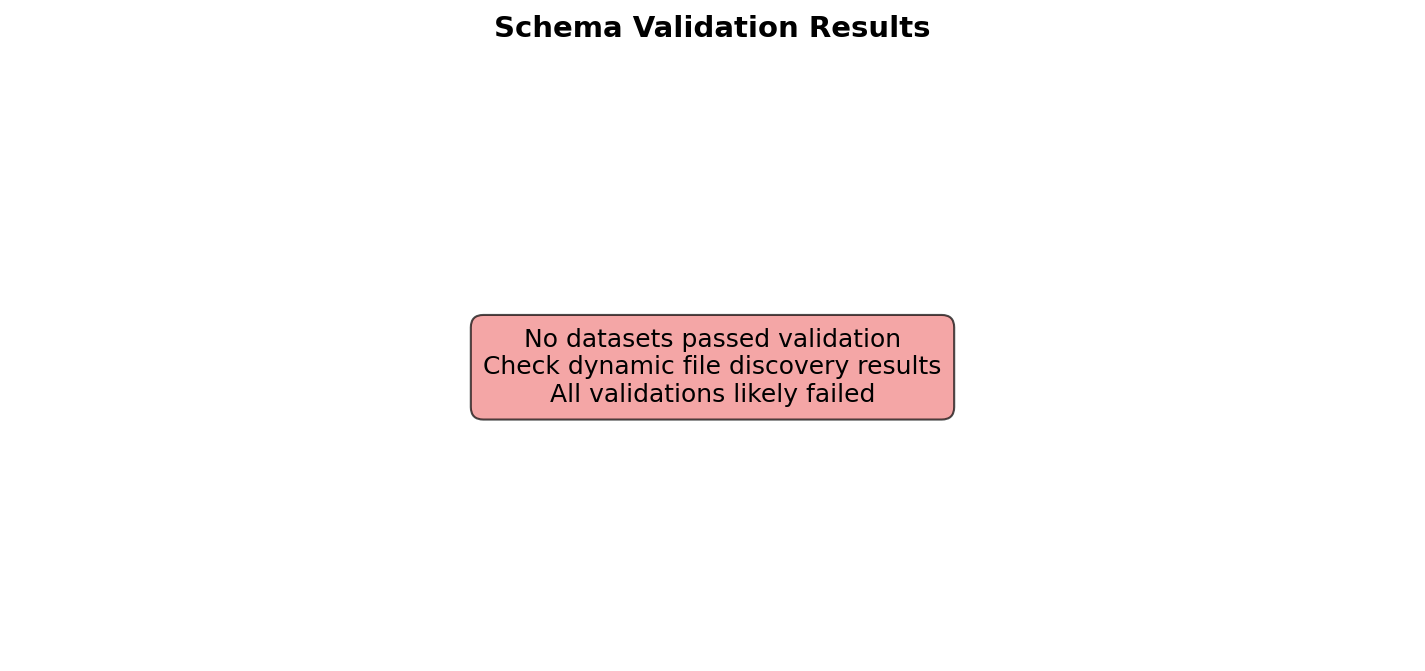 Schema Validation Results
No datasets passed validation
Check dynamic file discovery results
All validations likely failed